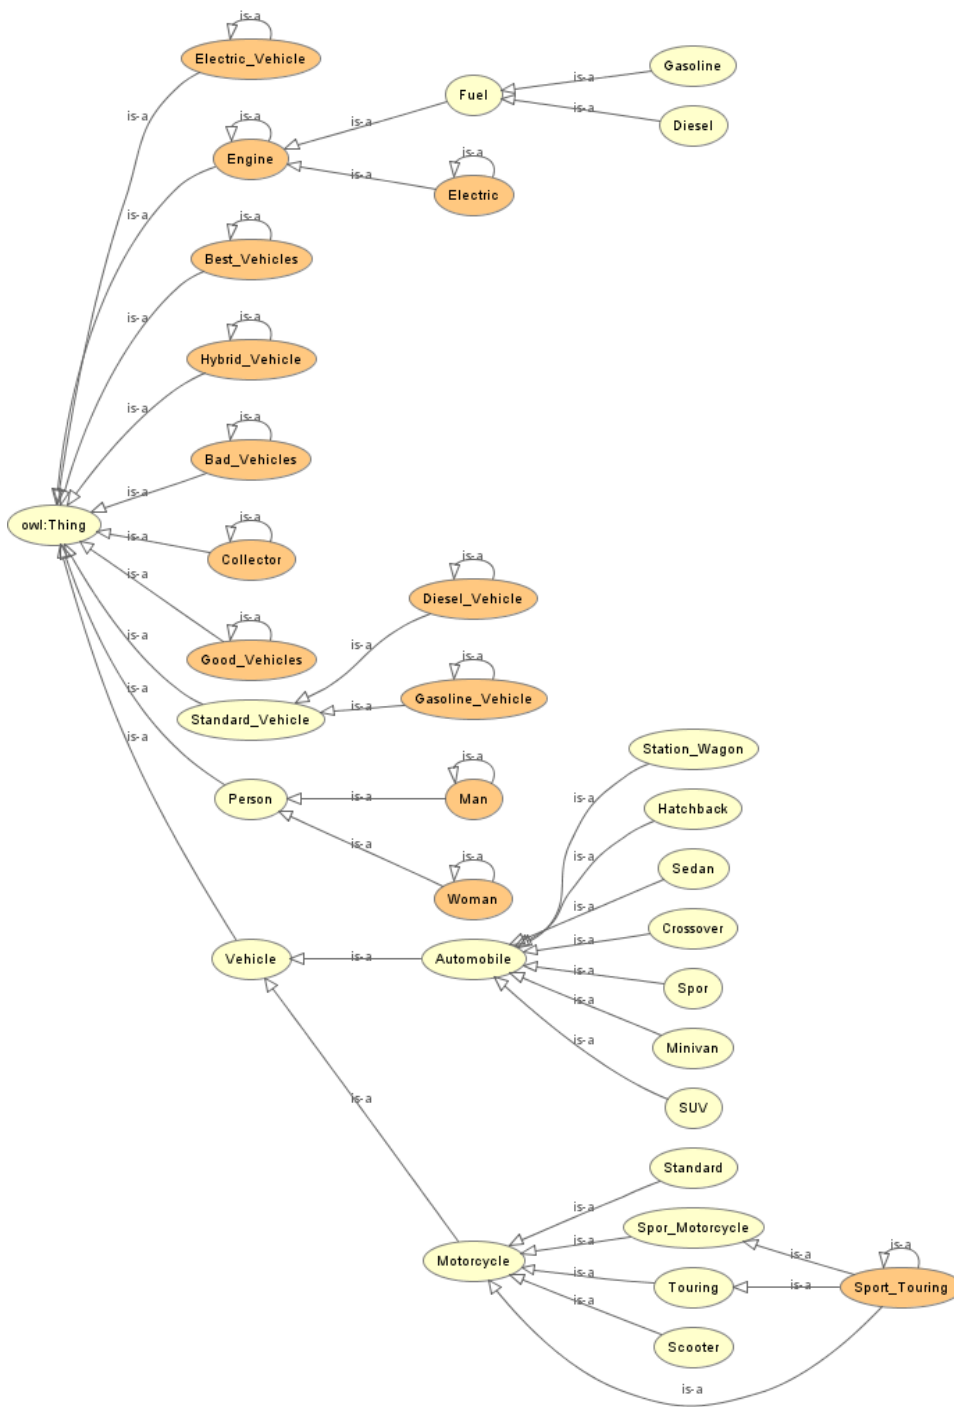 is-a
Electric_Vehicle
Gasoline
is-a
Fuel
is-a
is-a
is-a
is-a
Diesel
Engine
is-a
is-a
Electric
is-a
is-a
Best_Vehicles
is-a
is-a
Hybrid_Vehicle
is-a
is-a
Bad_Vehicles
is-a
owl:Thing
is-a
is-a
Collector
is-a
is-a
Diesel_Vehicle
is-a
is-a
is-a
Good_Vehicles
is-a
is-a
Gasoline_Vehicle
is-a
Standard_Vehicle
is-a
Station_Wagon
is-a
Person
is-a
Man
is-a
Hatchback
is-a
is-a
is-a
Sedan
Woman
is-a
Crossover
is-a
Vehicle
is-a
Automobile
is-a
Spor
is-a
is-a
Minivan
is-a
SUV
Standard
is-a
Spor_Motorcycle
is-a
is-a
is-a
Motorcycle
is-a
Touring
is-a
Sport_Touring
is-a
Scooter
is-a